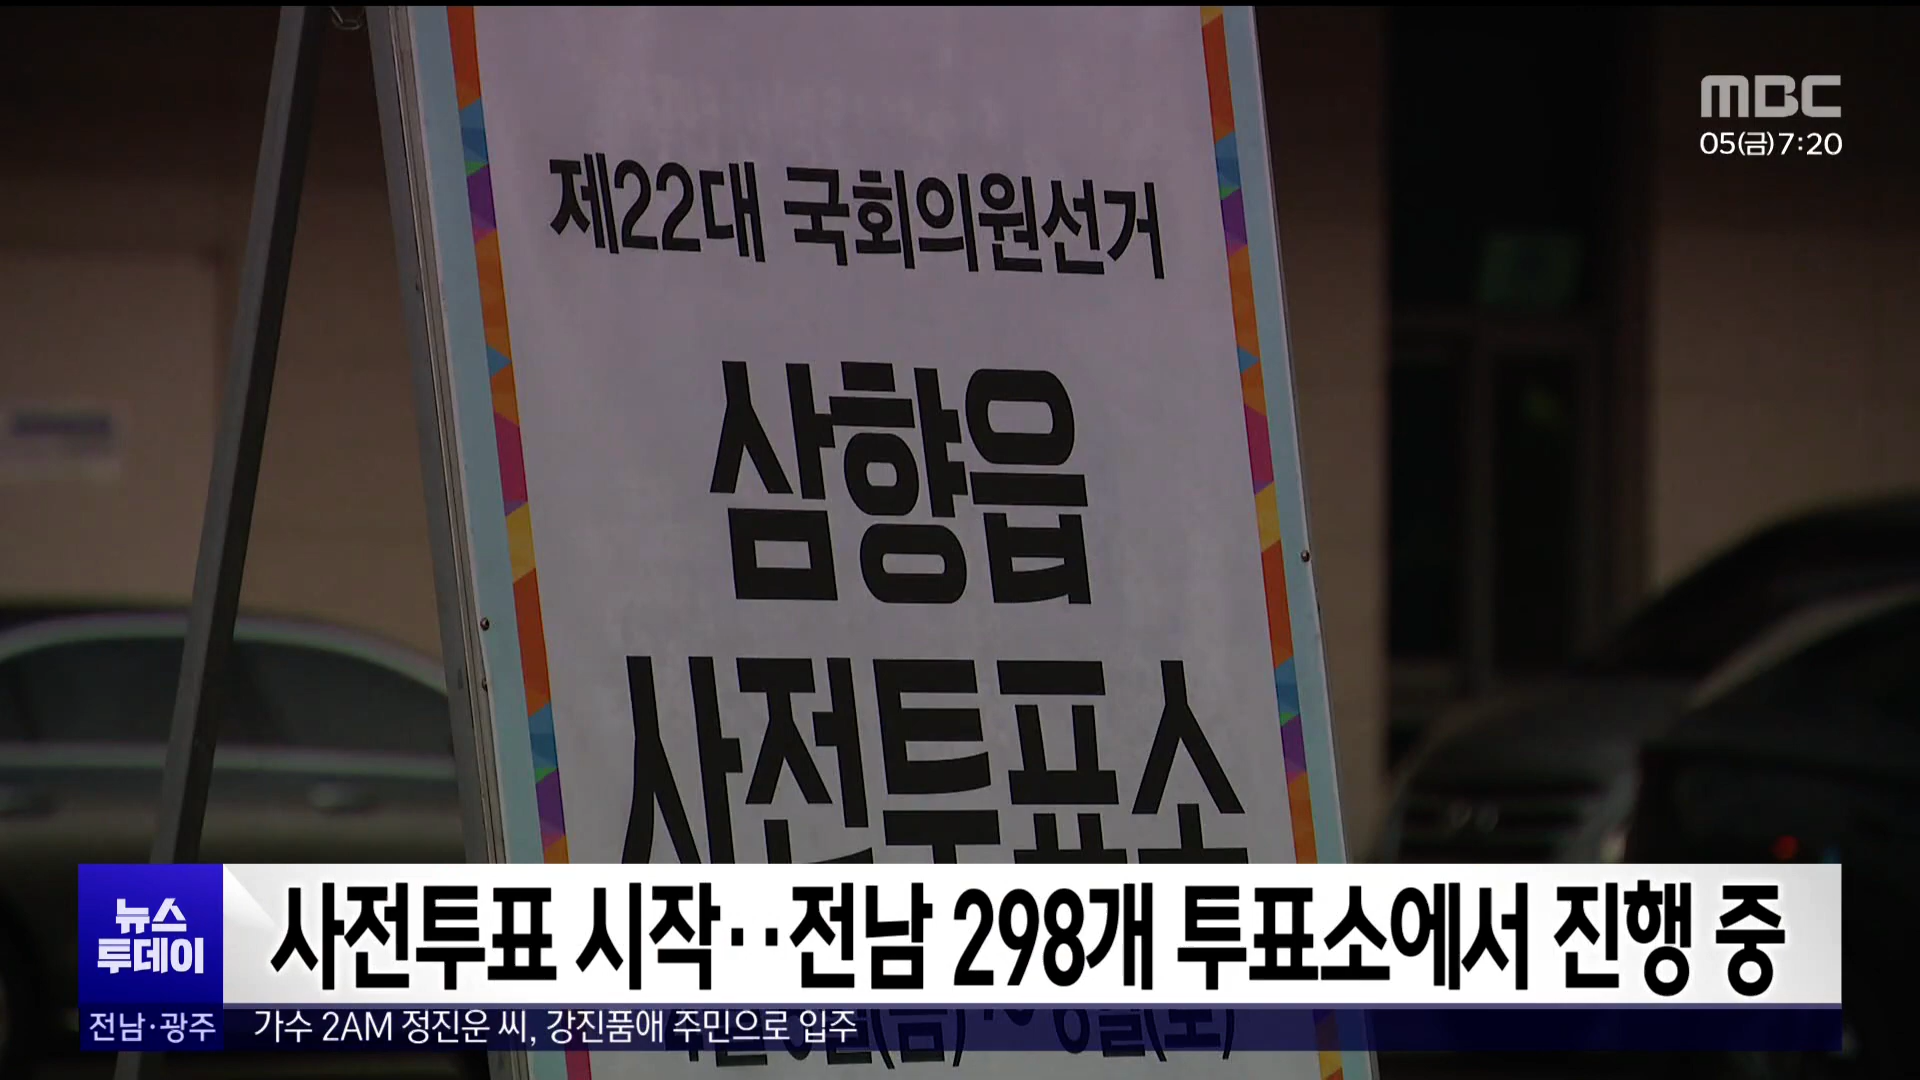 MBC
05(금) 7:20
제22대 국회의원선거
삼향읍
사전투표소
뉴스
투데이
사전투표 시작··전남 298개 투표소에서 진행 중
전남·광주
가수 2AM 정진운 씨, 강진품애 주민으로 입주